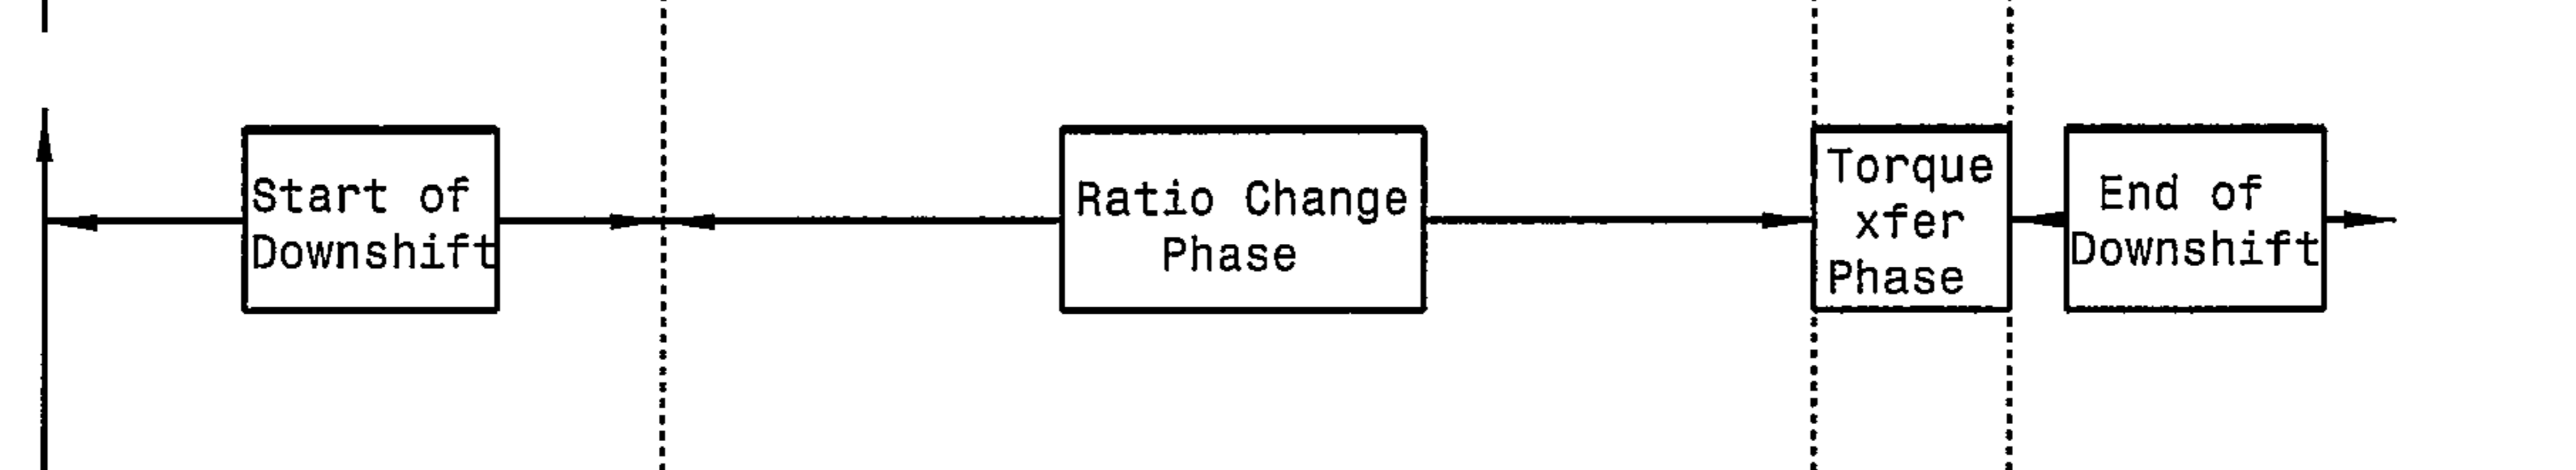 Start of
Downshift
Ratio Change
Phase
Torque
xfer
Phase
End of
Downshift